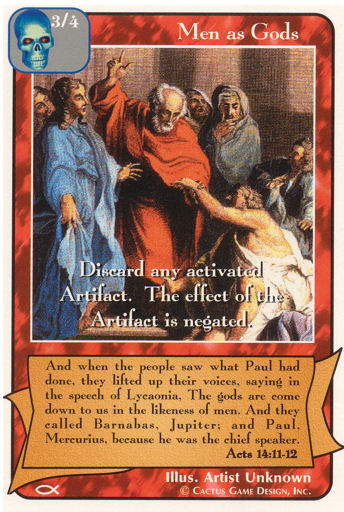 3/4
Men as Gods
Discard any activated
Artifact. The effect of the
Artifact is negated.
And when the people saw what Paul had
done, they lifted up their voices, saying in
the speech of Lycaonia, The gods are come
down to us in the likeness of men. And they
called Barnabas, Jupiter; and Paul,
Mercurius, because he was the chief speaker.
Acts 14:11-12
Illus. Artist Unknown
© CACTUS GAME DESIGN, INC.